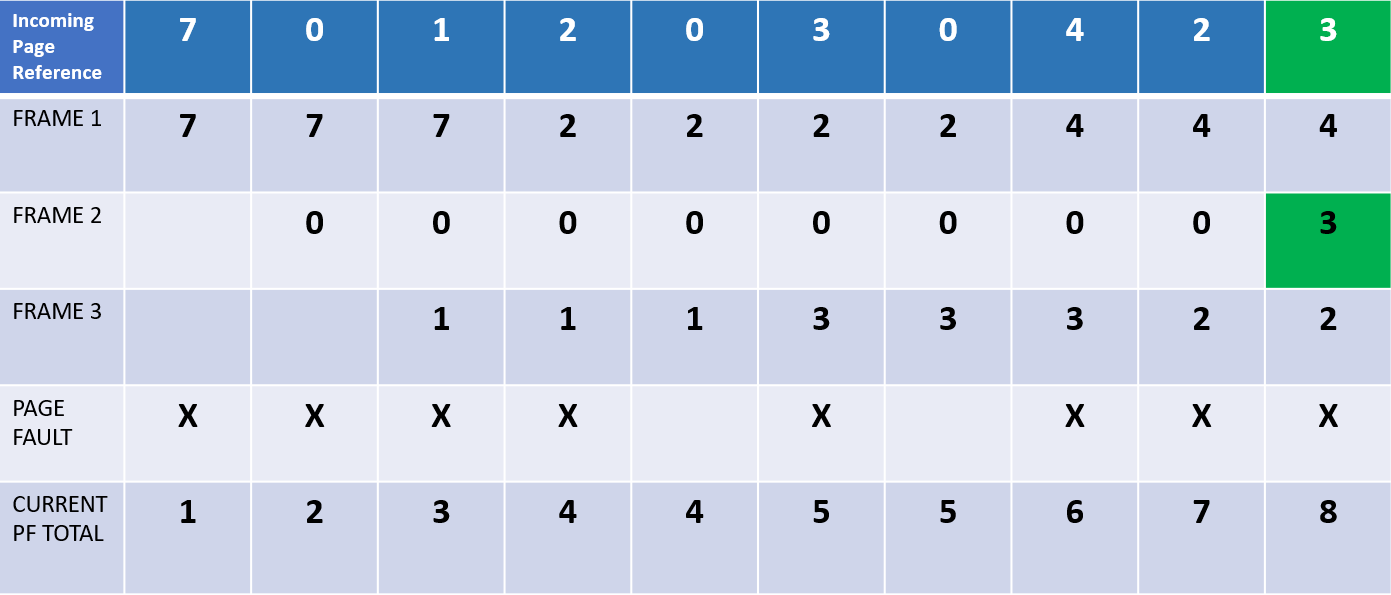 Incoming
Page
Reference
7 0 1 2 0 3 0 4 2 3
FRAME 1 7 7 7 2 2 2 2 4 4 4
FRAME 2 0 0 0 0 0 0 0 0 3
FRAME 3 1 1 1 3 3 3 2 2
PAGE
FAULT
X X X X X X X X
CURRENT
PF TOTAL
1 2 3 4 4 5 5 6 7 8